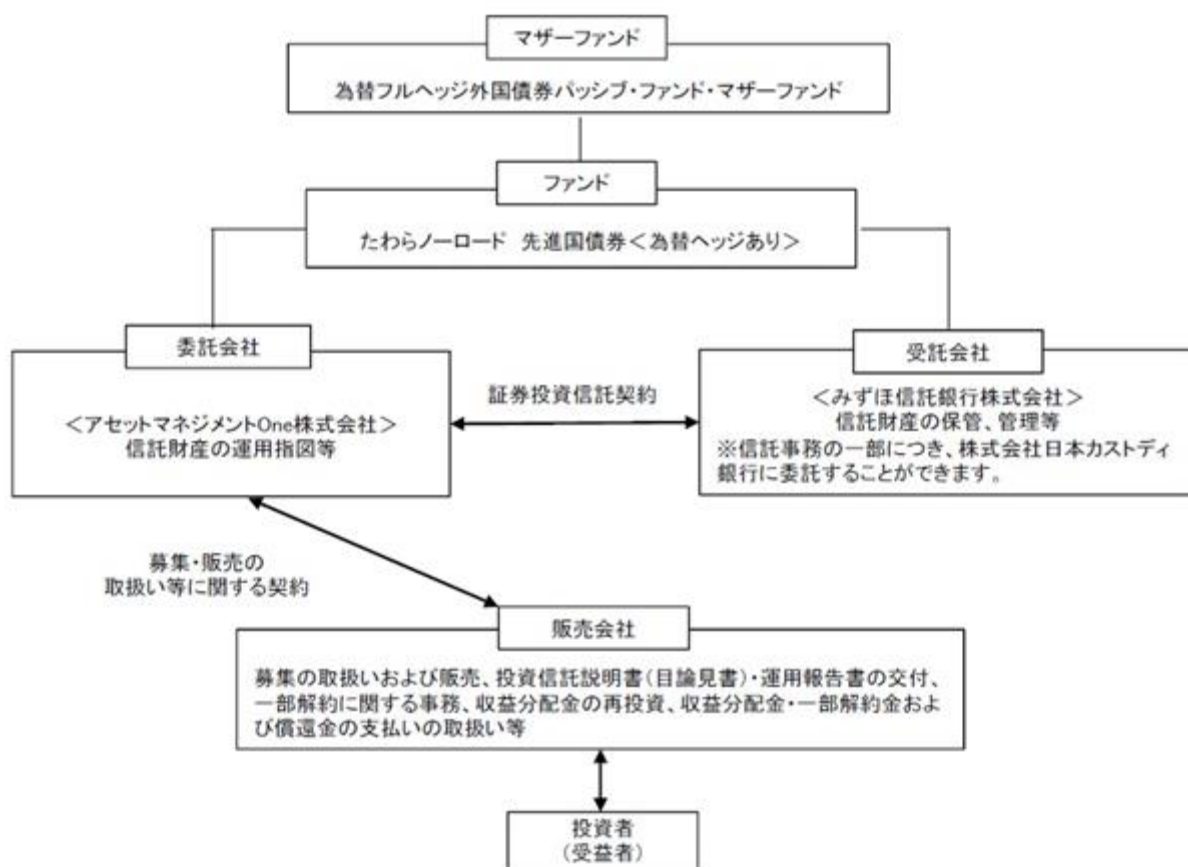 マザーファンド
為替フルヘッジ外国債券パッシブ・ファンド・マザーファンド
ファンド
たわらノーロード 先進国債券＜為替ヘッジあり＞
委託会社
＜アセットマネジメントOne株式会社＞
信託財産の運用指図等
証券投資信託契約
受託会社
＜みずほ信託銀行株式会社＞
信託財産の保管、管理等
※信託事務の一部につき、株式会社日本カストディ
銀行に委託することができます。
募集・販売の
取扱い等に関する契約
販売会社
募集の取扱いおよび販売、投資信託説明書(目論見書)・運用報告書の交付、
一部解約に関する事務、収益分配金の再投資、収益分配金・一部解約金およ
び償還金の支払いの取扱い等
投資者
(受益者)